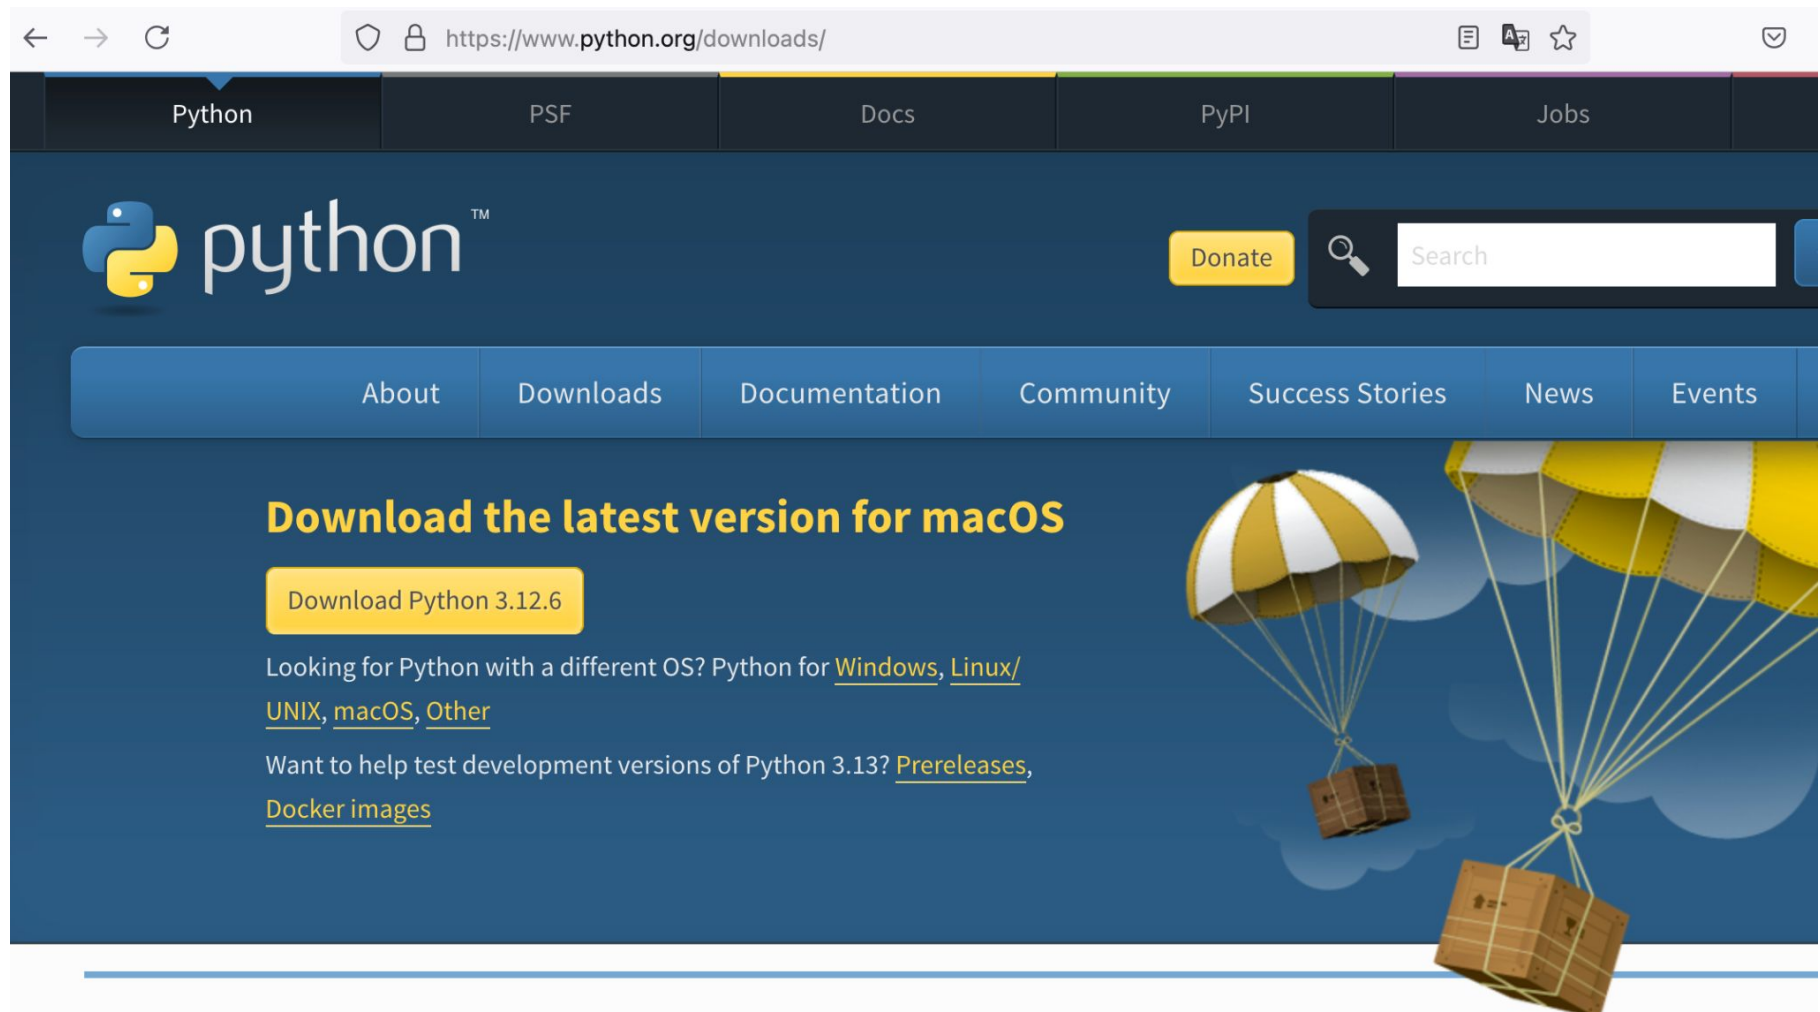 https://www.python.org/downloads/
Python PSF Docs PyPI Jobs
python™
Donate Search
About Downloads Documentation Community Success Stories News Events
Download the latest version for macOS
Download Python 3.12.6
Looking for Python with a different OS? Python for Windows, Linux/
UNIX, macOS, Other
Want to help test development versions of Python 3.13? Prereleases,
Docker images